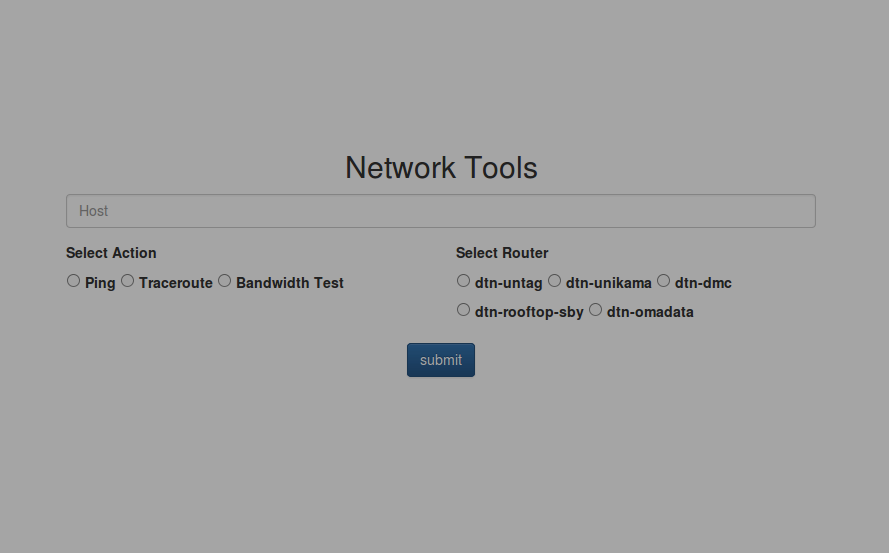 Network Tools
Host
Select Action
Ping Traceroute Bandwidth Test
Select Router
dtn-untag dtn-unikama dtn-dmc
dtn-rooftop-sby dtn-omadata
submit